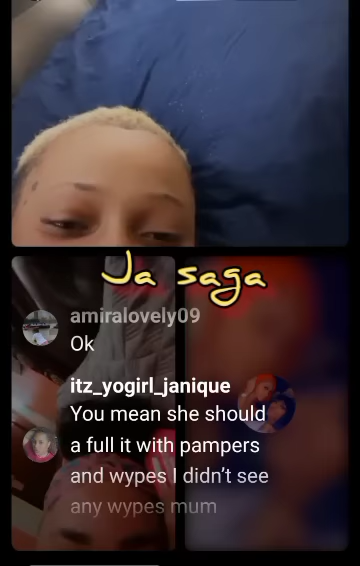 Ja saga
amiralovely09
Ok
itz_yogirl_janique
You mean she should
a full it with pampers
and wypes I didn't see
any wypes mum